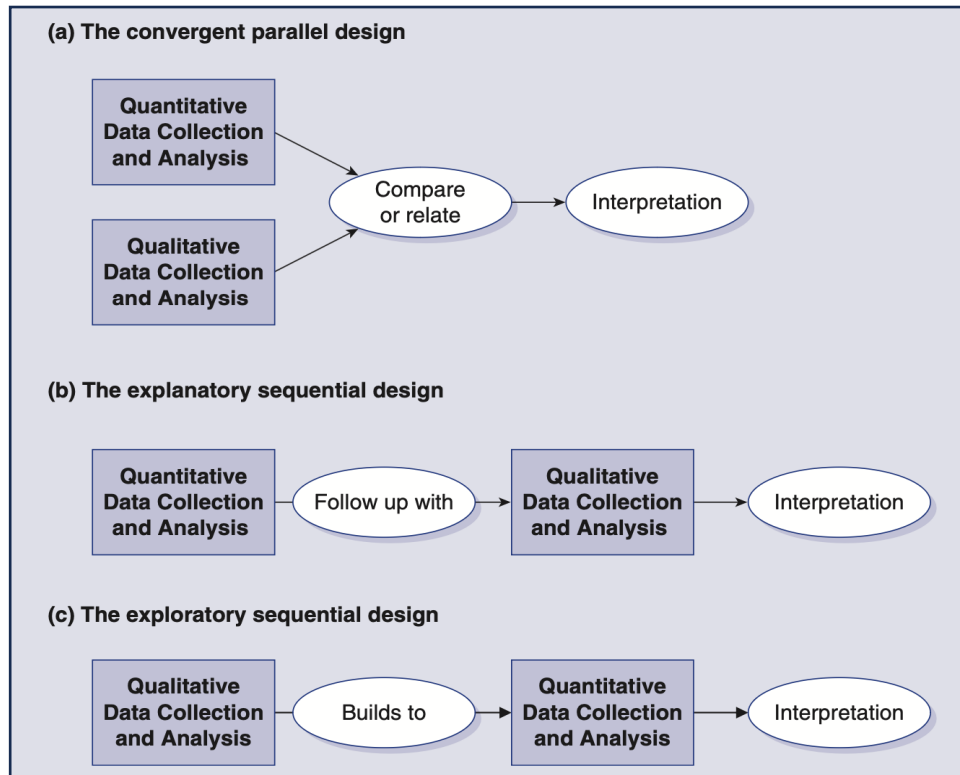 (a) The convergent parallel design
Quantitative
Data Collection
and Analysis
Compare
or relate
Interpretation
Qualitative
Data Collection
and Analysis
(b) The explanatory sequential design
Quantitative
Data Collection
and Analysis
Follow up with
Qualitative
Data Collection
and Analysis
Interpretation
(c) The exploratory sequential design
Qualitative
Data Collection
and Analysis
Builds to
Quantitative
Data Collection
and Analysis
Interpretation